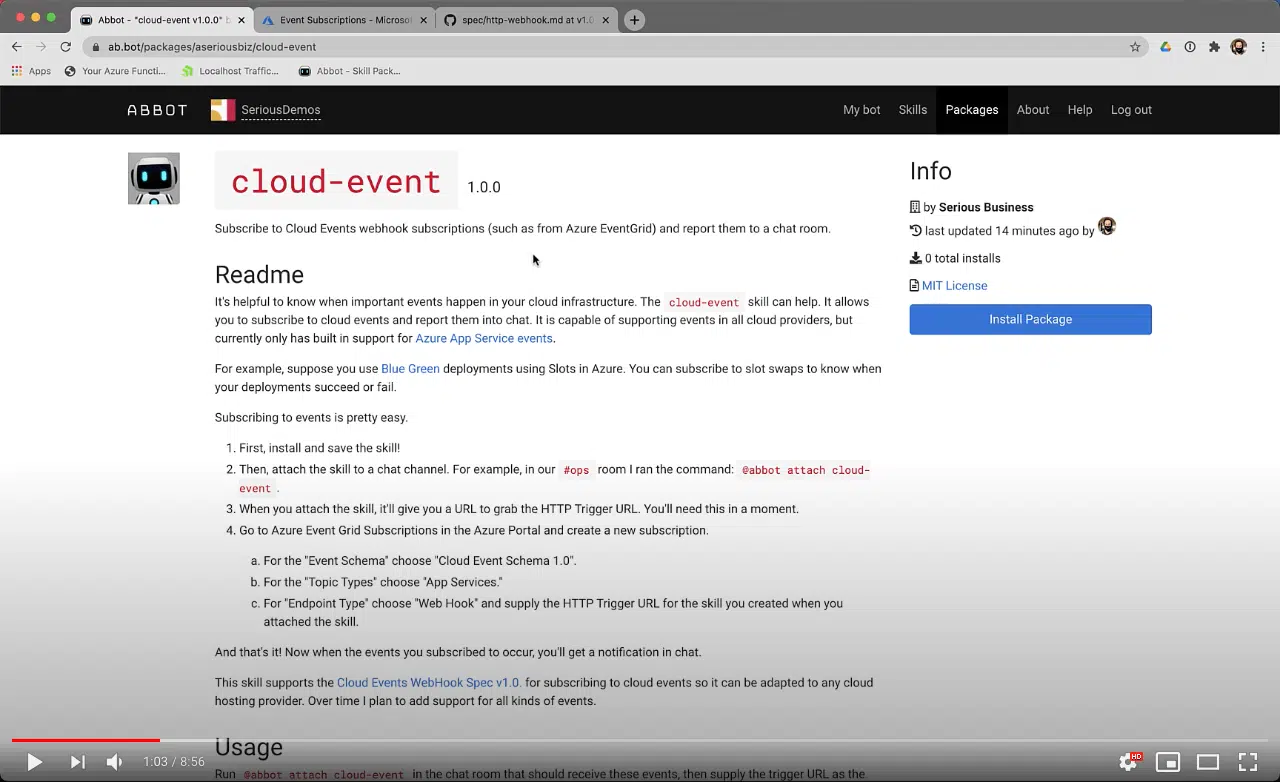 Abbot - "cloud-event v1.0.0" b
Event Subscriptions - Microsof
spec/http-webhook.md at v1.0
ab.bot/packages/aseriousbiz/cloud-event
Apps
Your Azure Functi...
Localhost Traffic...
Abbot - Skill Pack...
ABBOT
SeriousDemos
My bot
Skills
Packages
About
Help
Log out
cloud-event 1.0.0
Subscribe to Cloud Events webhook subscriptions (such as from Azure EventGrid) and report them to a chat room.
Readme
It's helpful to know when important events happen in your cloud infrastructure. The cloud-event skill can help. It allows
you to subscribe to cloud events and report them into chat. It is capable of supporting events in all cloud providers, but
currently only has built in support for Azure App Service events.
For example, suppose you use Blue Green deployments using Slots in Azure. You can subscribe to slot swaps to know when
your deployments succeed or fail.
Subscribing to events is pretty easy.
1. First, install and save the skill!
2. Then, attach the skill to a chat channel. For example, in our #ops room I ran the command: @abbot attach cloud-
event .
3. When you attach the skill, it'll give you a URL to grab the HTTP Trigger URL. You'll need this in a moment.
4. Go to Azure Event Grid Subscriptions in the Azure Portal and create a new subscription.
a. For the "Event Schema" choose "Cloud Event Schema 1.0".
b. For the "Topic Types" choose "App Services."
c. For "Endpoint Type" choose "Web Hook" and supply the HTTP Trigger URL for the skill you created when you
attached the skill.
And that's it! Now when the events you subscribed to occur, you'll get a notification in chat.
This skill supports the Cloud Events WebHook Spec v1.0. for subscribing to cloud events so it can be adapted to any cloud
hosting provider. Over time I plan to add support for all kinds of events.
Usage
Run @abbot attach cloud-event in the chat room that should receive these events, then supply the trigger URL as the
Info
by Serious Business
last updated 14 minutes ago by
0 total installs
MIT License
Install Package
1:03 / 8:56
HD